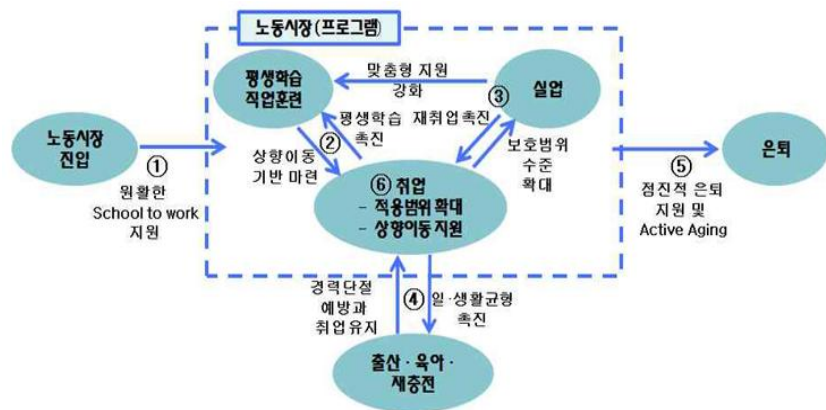 노동시장(프로그램)
평생학습
직업훈련
맞춤형 지원
강화
실업
③
노동시장
진입
①
원활한
School to work
지원
②
평생학습
촉진
재취업촉진
상향이동
기반 마련
보호범위
수준
확대
은퇴
⑤
점진적 은퇴
지원 및
Active Aging
⑥ 취업
- 적용범위 확대
- 상향이동 지원
경력단절
예방과
취업유지
④
일·생활균형
촉진
출산·육아·
재충전